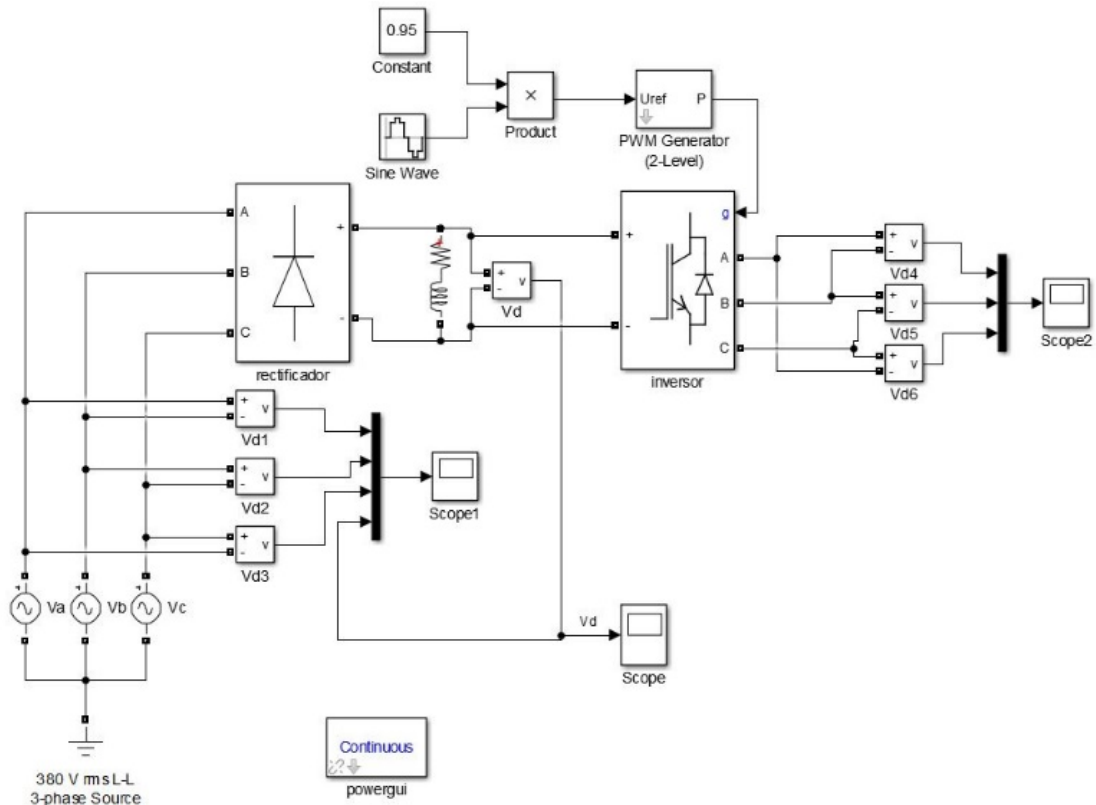 0.95
Constant
×
Product
Uref P
PWM Generator
(2-Level)
Sine Wave
A
B
C
+
-
rectificador
+
-
v
Vd
g
+
-
A
B
C
inversor
+
-
v
Vd4
+
-
v
Vd5
+
-
v
Vd6
Scope2
+
-
v
Vd1
+
-
v
Vd2
+
-
v
Vd3
Scope1
Va
Vb
Vc
Vd
Scope
380 V rms L-L
3-phase Source
Continuous
¿?
powergui